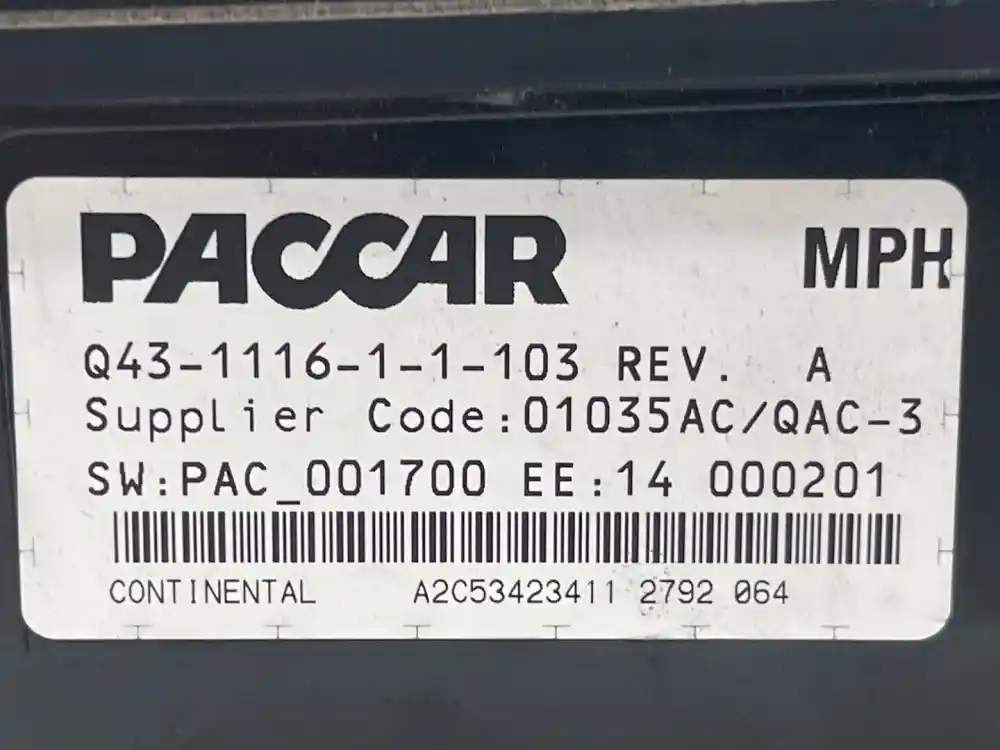 PACCAR MPH
Q43-1116-1-1-103 REV. A
Supplier Code:01035AC/QAC-3
SW:PAC_001700 EE:14 000201
CONTINENTAL A2C53423411 2792 064